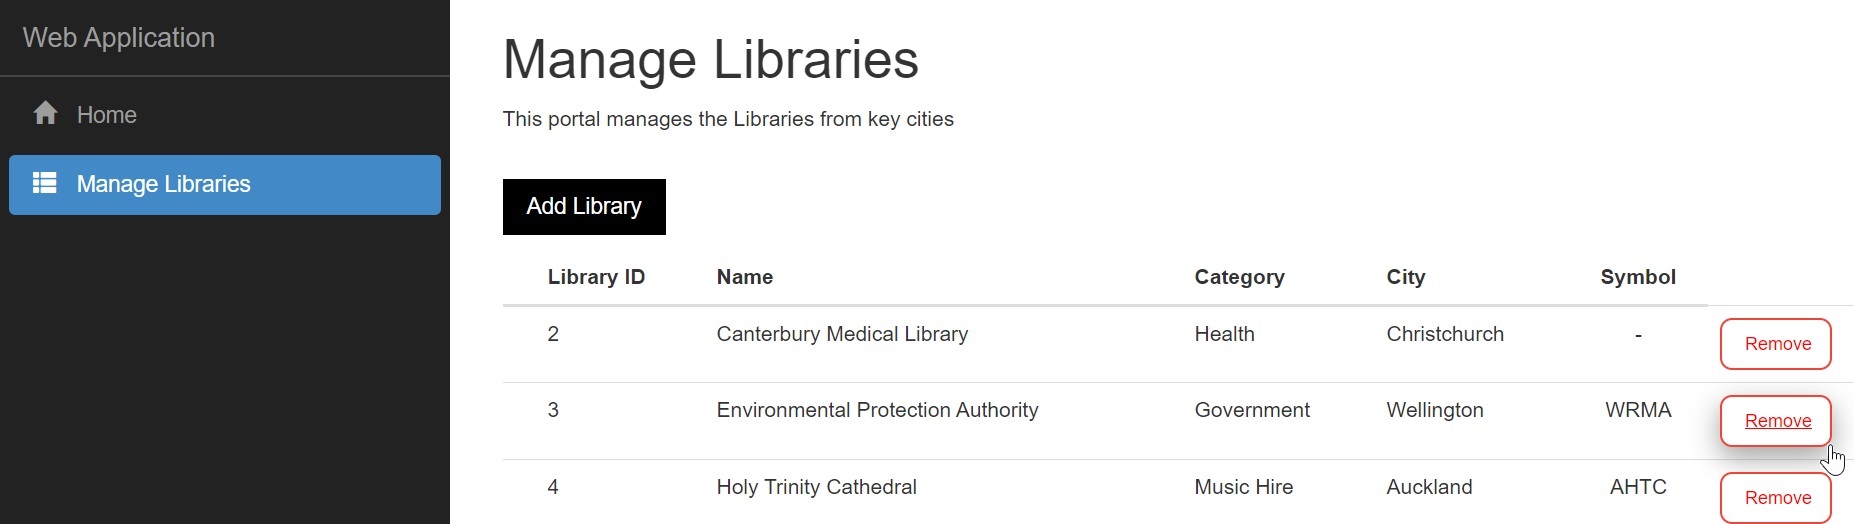 Web Application
Home
Manage Libraries
Manage Libraries
This portal manages the Libraries from key cities
Add Library
Library ID Name Category City Symbol
2 Canterbury Medical Library Health Christchurch - Remove
3 Environmental Protection Authority Government Wellington WRMA Remove
4 Holy Trinity Cathedral Music Hire Auckland AHTC Remove